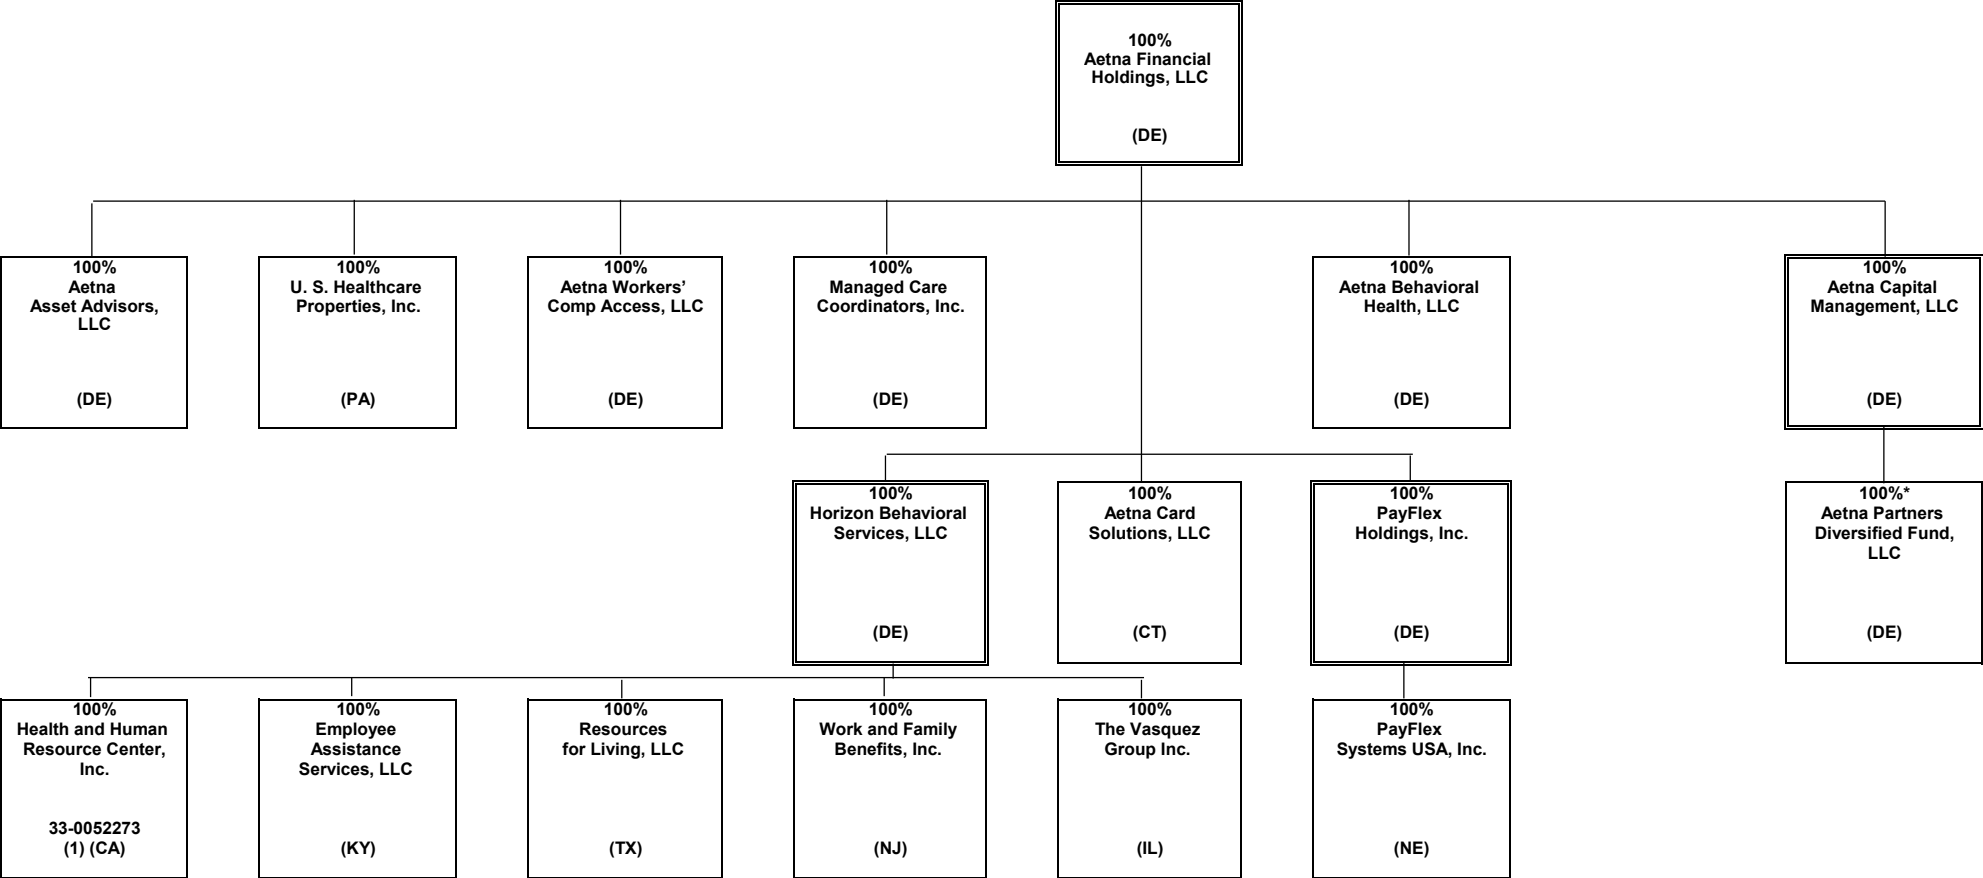 100%
Aetna Financial
Holdings, LLC
(DE)
100%
Aetna
Asset Advisors,
LLC
(DE)
100%
U. S. Healthcare
Properties, Inc.
(PA)
100%
Aetna Workers’
Comp Access, LLC
(DE)
100%
Managed Care
Coordinators, Inc.
(DE)
100%
Aetna Behavioral
Health, LLC
(DE)
100%
Aetna Capital
Management, LLC
(DE)
100%
Horizon Behavioral
Services, LLC
(DE)
100%
Aetna Card
Solutions, LLC
(CT)
100%
PayFlex
Holdings, Inc.
(DE)
100%*
Aetna Partners
Diversified Fund,
LLC
(DE)
100%
Health and Human
Resource Center,
Inc.
33-0052273
(1) (CA)
100%
Employee
Assistance
Services, LLC
(KY)
100%
Resources
for Living, LLC
(TX)
100%
Work and Family
Benefits, Inc.
(NJ)
100%
The Vasquez
Group Inc.
(IL)
100%
PayFlex
Systems USA, Inc.
(NE)